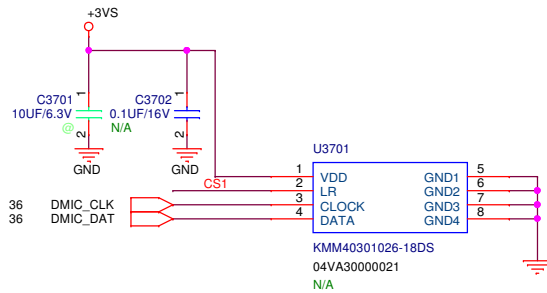 +3VS
1
1
C3701
C3702
10UF/6.3V
0.1UF/16V
@
N/A
2
2
GND
GND
U3701
1
VDD
GND1
5
CS1
2
LR
GND2
6
36
DMIC_CLK
3
CLOCK
GND3
7
36
DMIC_DAT
4
DATA
GND4
8
KMM40301026-18DS
04VA30000021
N/A